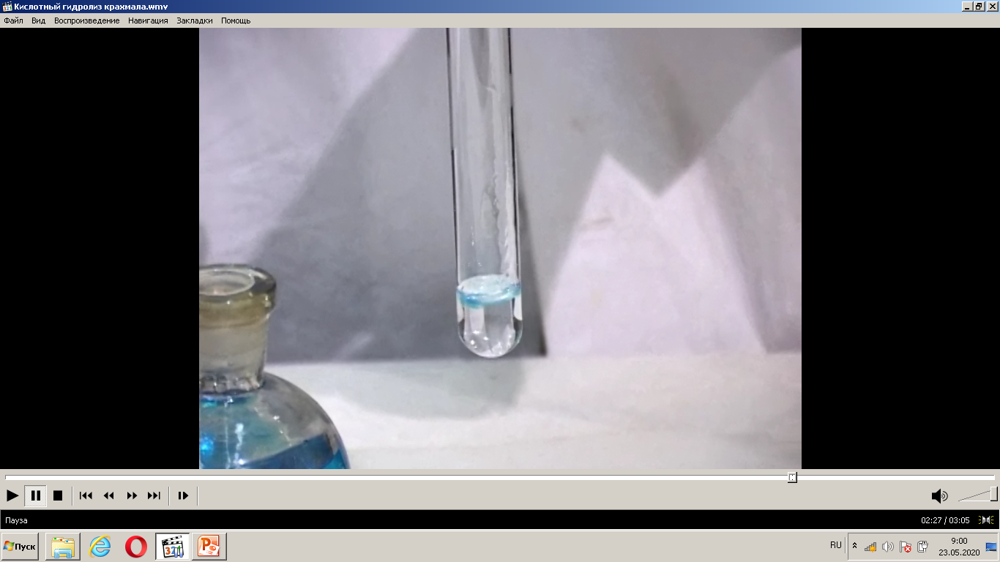 Кислотный гидролиз крахмала.wmv
Файл Вид Воспроизведение Навигация Закладки Помощь
Пауза
02:27 / 03:05
Пуск
321
P
RU
9:00
23.05.2020